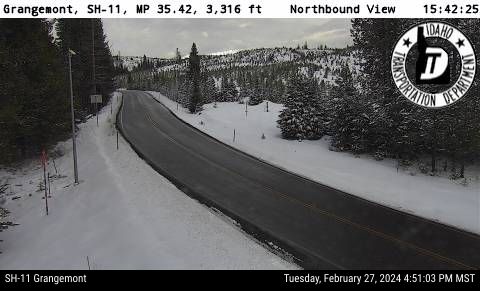 Grangemont, SH-11, MP 35.42, 3,316 ft Northbound View 15:42:25
IDAHO
TRANSPORTATION DEPARTMENT
SH-11 Grangemont Tuesday, February 27, 2024 4:51:03 PM MST